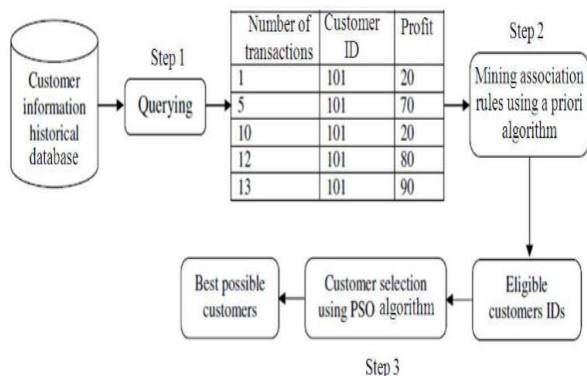 Step 1
Step 2
Customer
information
historical
database
Querying
Number of transactions Customer ID Profit
1 101 20
5 101 70
10 101 20
12 101 80
13 101 90
Mining association
rules using a priori
algorithm
Eligible
customers IDs
Customer selection
using PSO algorithm
Best possible
customers
Step 3